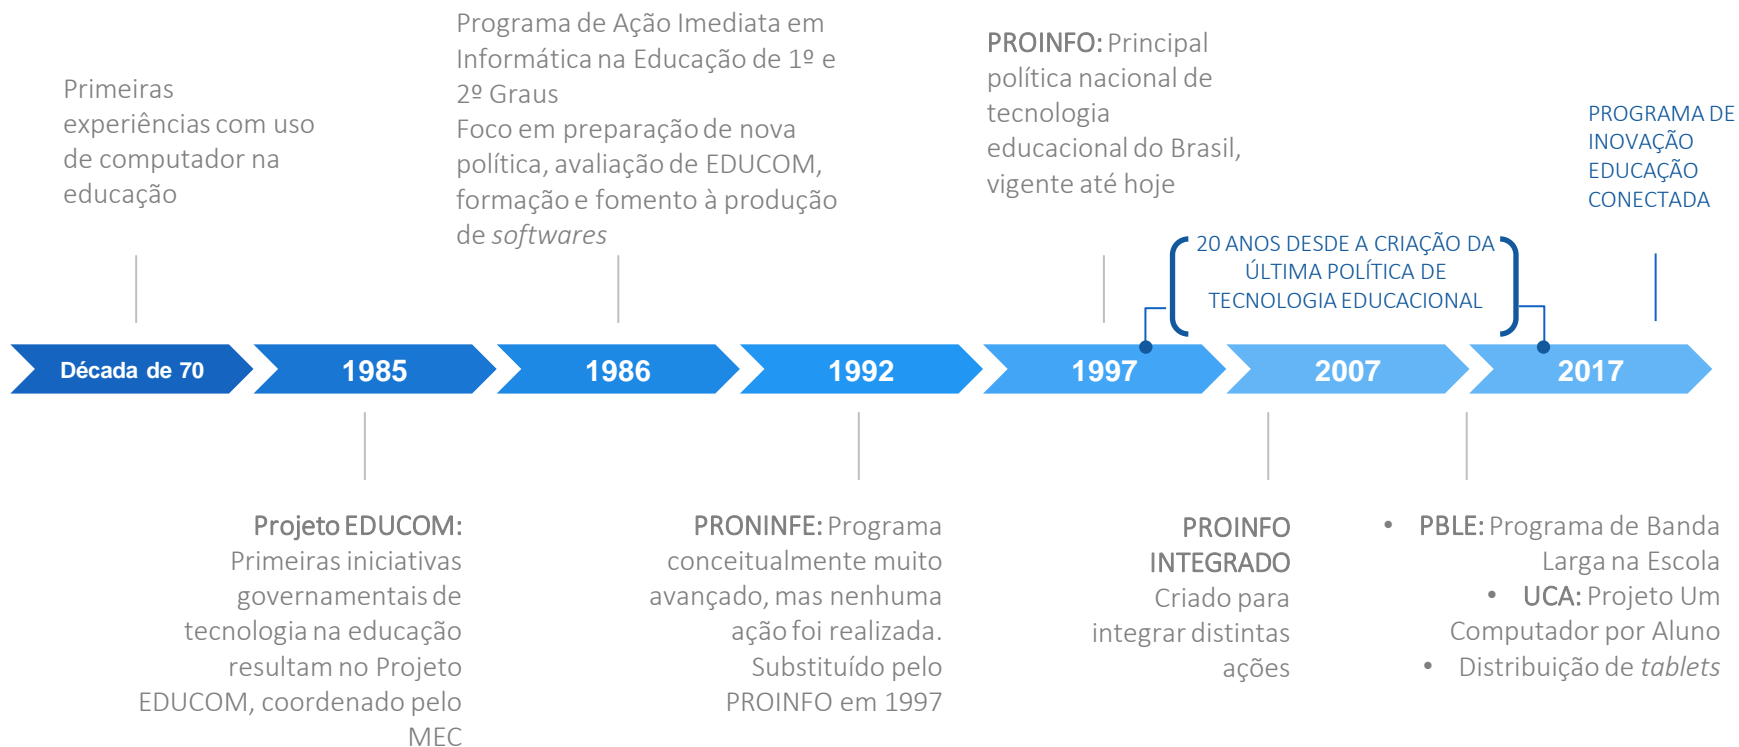 Primeiras
experiências com uso
de computador na
educação
Programa de Ação Imediata em
Informática na Educação de 1º e
2º Graus
Foco em preparação de nova
política, avaliação de EDUCOM,
formação e fomento à produção
de softwares
PROINFO: Principal
política nacional de
tecnologia
educacional do Brasil,
vigente até hoje
PROGRAMA DE
INOVAÇÃO
EDUCAÇÃO
CONECTADA
20 ANOS DESDE A CRIAÇÃO DA
ÚLTIMA POLÍTICA DE
TECNOLOGIA EDUCACIONAL
Década de 70
1985
1986
1992
1997
2007
2017
Projeto EDUCOM:
Primeiras iniciativas
governamentais de
tecnologia na educação
resultam no Projeto
EDUCOM, coordenado pelo
MEC
PRONINFE: Programa
conceitualmente muito
avançado, mas nenhuma
ação foi realizada.
Substituído pelo
PROINFO em 1997
PROINFO
INTEGRADO
Criado para
integrar distintas
ações
• PBLE: Programa de Banda
Larga na Escola
• UCA: Projeto Um
Computador por Aluno
• Distribuição de tablets